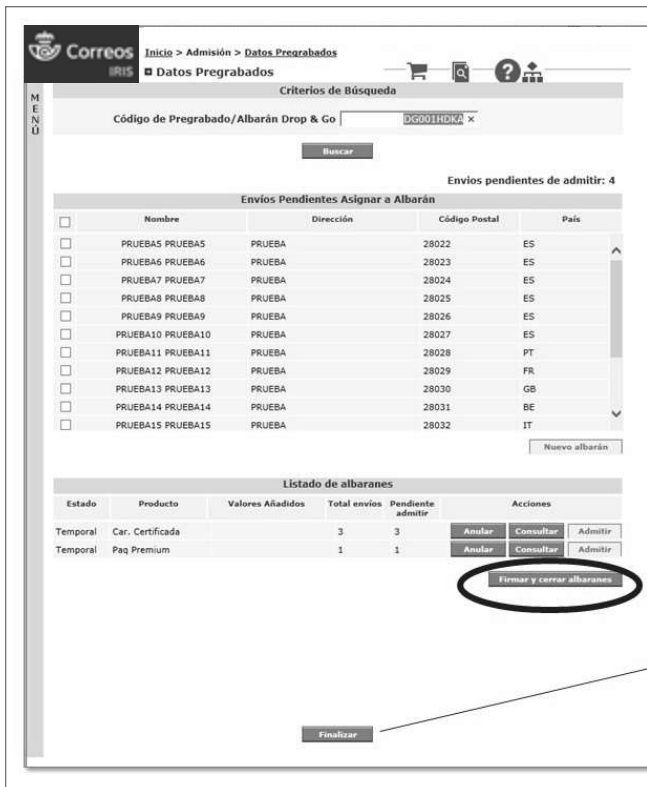 Correos
IRIS
Inicio > Admisión > Datos Pregrabados
Datos Pregrabados
MENÚ
Criterios de Búsqueda
Código de Pregrabado/Albarán Drop & Go DG001HDKA ×
Buscar
Envíos pendientes de admitir: 4
Envíos Pendientes Asignar a Albarán
Nombre Dirección Código Postal País
PRUEBA5 PRUEBA5 PRUEBA 28022 ES
PRUEBA6 PRUEBA6 PRUEBA 28023 ES
PRUEBA7 PRUEBA7 PRUEBA 28024 ES
PRUEBA8 PRUEBA8 PRUEBA 28025 ES
PRUEBA9 PRUEBA9 PRUEBA 28026 ES
PRUEBA10 PRUEBA10 PRUEBA 28027 ES
PRUEBA11 PRUEBA11 PRUEBA 28028 PT
PRUEBA12 PRUEBA12 PRUEBA 28029 FR
PRUEBA13 PRUEBA13 PRUEBA 28030 GB
PRUEBA14 PRUEBA14 PRUEBA 28031 BE
PRUEBA15 PRUEBA15 PRUEBA 28032 IT
Nuevo albarán
Listado de albaranes
Estado Producto Valores Añadidos Total envíos Pendiente admitir Acciones
Temporal Car. Certificada 3 3 Anular Consultar Admitir
Temporal Paq Premium 1 1 Anular Consultar Admitir
Firmar y cerrar albaranes
Finalizar